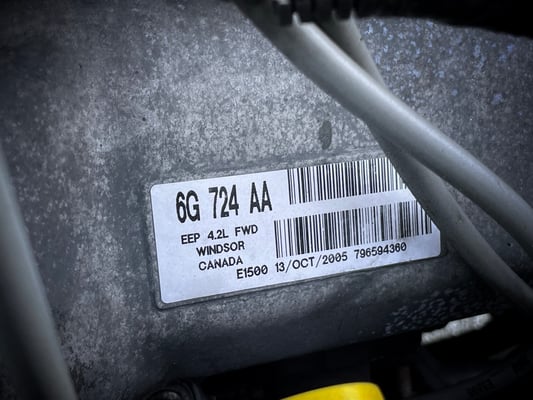 6G 724 AA
EEP 4.2L FWD
WINDSOR
CANADA
E1500 13/OCT/2005 796594360